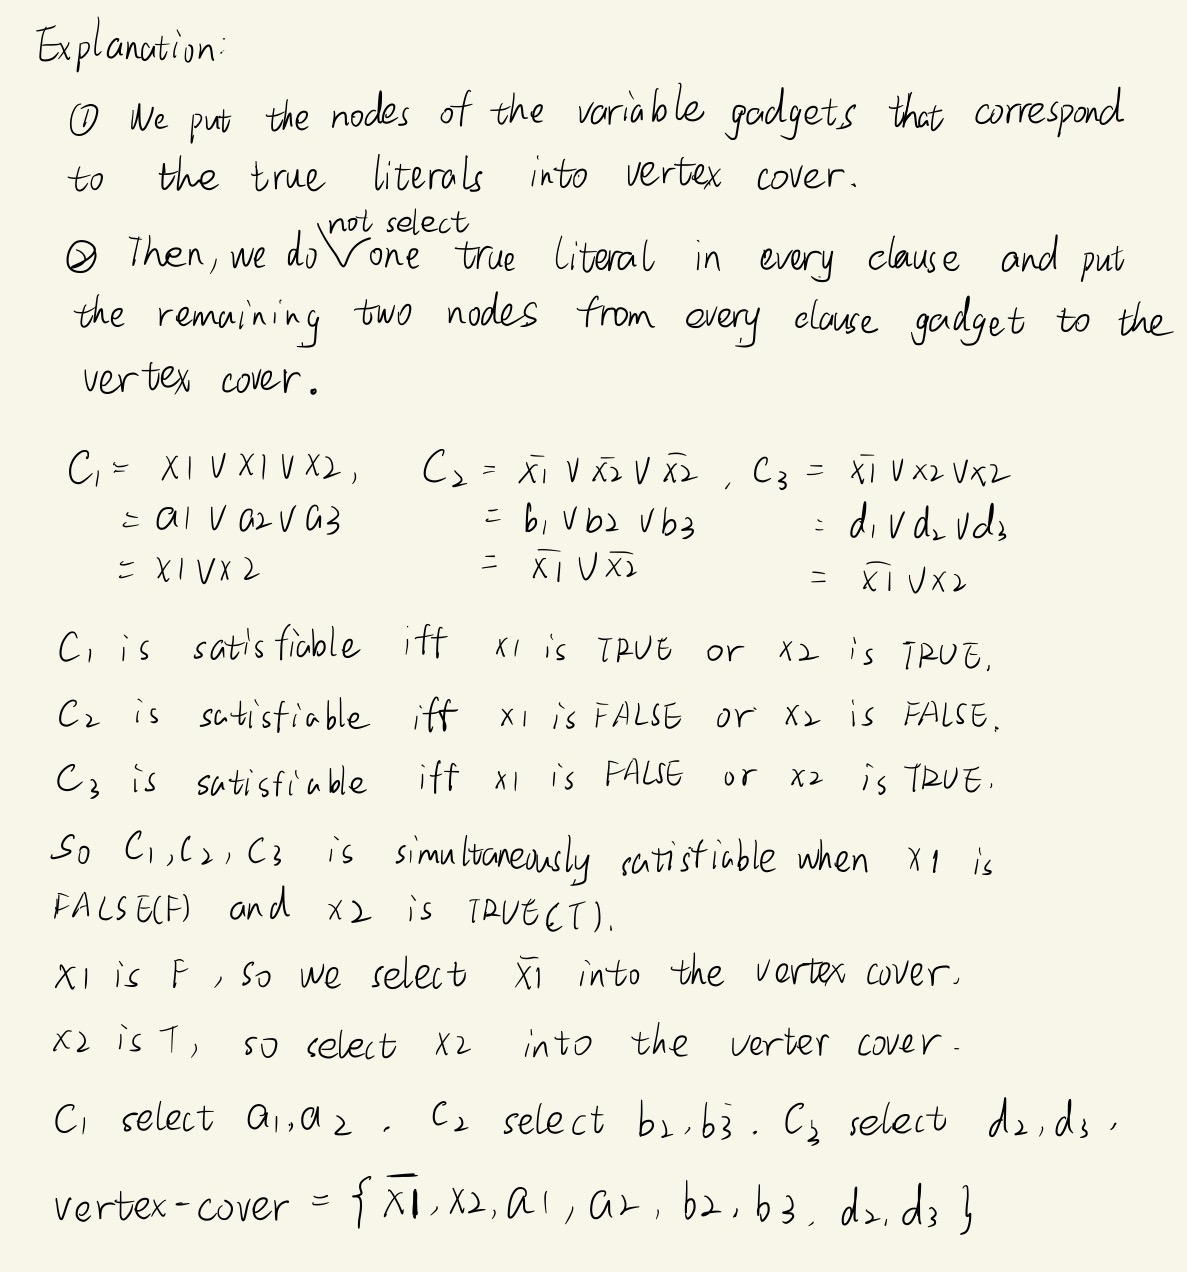 Explanation:
① We put the nodes of the variable gadgets that correspond
to the true literals into vertex cover.
not select
② Then, we do one true literal in every clause and put
the remaining two nodes from every clause gadget to the
vertex cover.
C₁ = x1 ∨ x1 ∨ x2, C₂ = x̄1 ∨ x̄2 ∨ x̄2, C₃ = x̄1 ∨ x2 ∨ x2
= a1 ∨ a2 ∨ a3 = b₁ ∨ b2 ∨ b3 = d₁ ∨ d₂ ∨ d₃
= x1 ∨ x2 = x̄1 ∨ x̄2 = x̄1 ∨ x2
C₁ is satisfiable iff x1 is TRUE or x2 is TRUE.
C₂ is satisfiable iff x1 is FALSE or x2 is FALSE.
C₃ is satisfiable iff x1 is FALSE or x2 is TRUE.
So C₁, C₂, C₃ is simultaneously satisfiable when x1 is
FALSE(F) and x2 is TRUE(T).
x1 is F, so we select x̄1 into the vertex cover.
x2 is T, so select x2 into the verter cover.
C₁ select a₁, a₂. C₂ select b₂, b₃. C₃ select d₂, d₃.
vertex-cover = { x̄1, x2, a1, a2, b2, b3, d₂, d₃ }